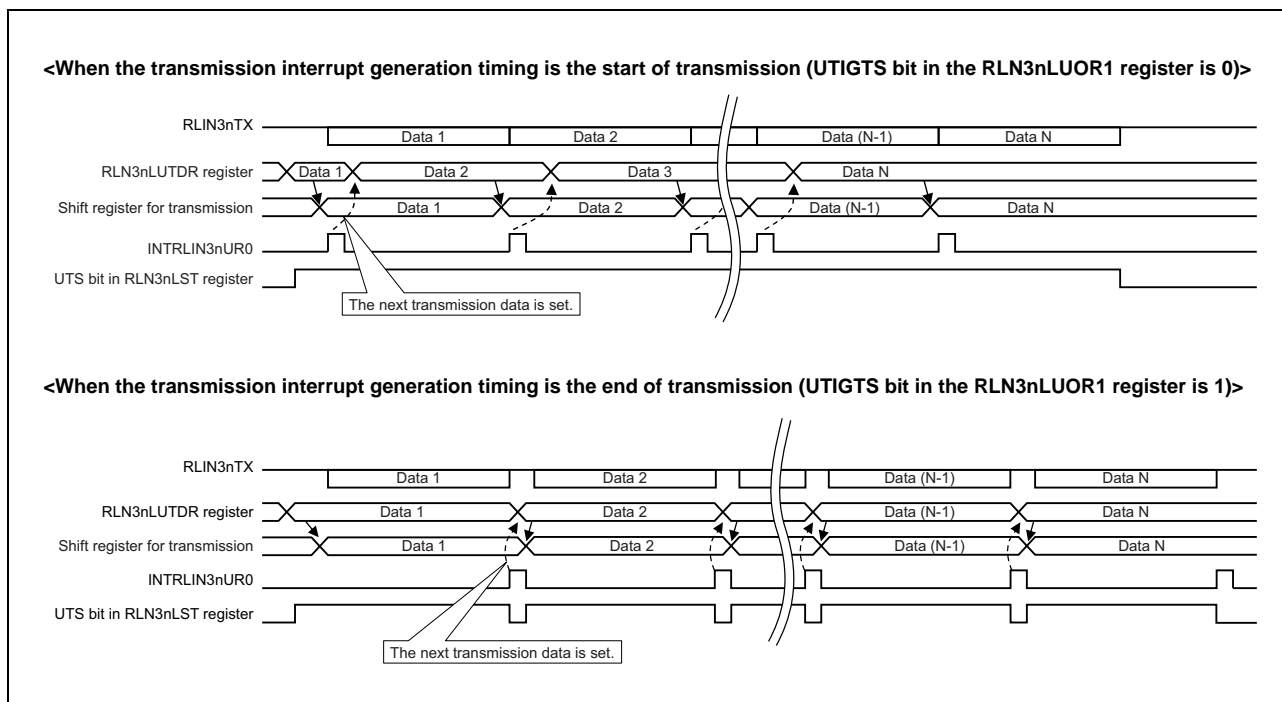 <When the transmission interrupt generation timing is the start of transmission (UTIGTS bit in the RLN3nLUOR1 register is 0)>
RLIN3nTX
Data 1 Data 2 Data (N-1) Data N
RLN3nLUTDR register
Data 1 Data 2 Data 3 Data N
Shift register for transmission
Data 1 Data 2 Data (N-1) Data N
INTRLIN3nUR0
UTS bit in RLN3nLST register
The next transmission data is set.
<When the transmission interrupt generation timing is the end of transmission (UTIGTS bit in the RLN3nLUOR1 register is 1)>
RLIN3nTX
Data 1 Data 2 Data (N-1) Data N
RLN3nLUTDR register
Data 1 Data 2 Data (N-1) Data N
Shift register for transmission
Data 1 Data 2 Data (N-1) Data N
INTRLIN3nUR0
UTS bit in RLN3nLST register
The next transmission data is set.